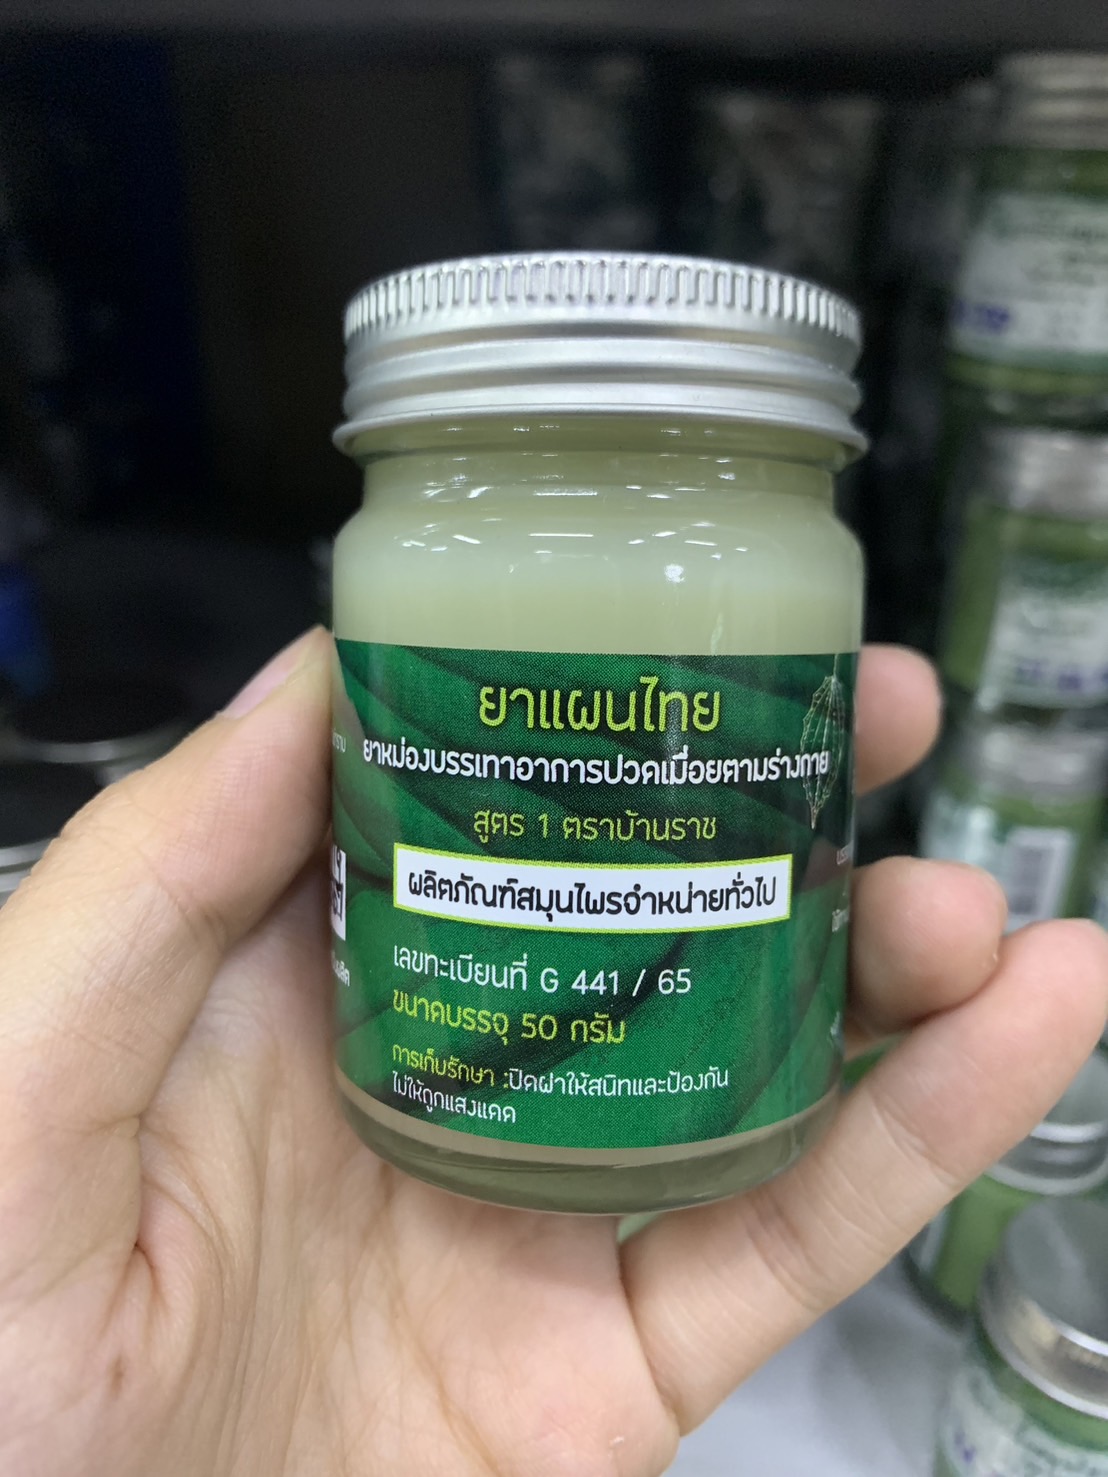 ยาแผนไทย
ยาหม่องบรรเทาอาการปวดเมื่อยตามร่างกาย
สูตร 1 ตราบ้านราช
ผลิตภัณฑ์สมุนไพรจำหน่ายทั่วไป
เลขทะเบียนที่ G 441 / 65
ขนาดบรรจุ 50 กรัม
การเก็บรักษา :ปิดฝาให้สนิทและป้องกัน
ไม่ให้ถูกแสงแดด